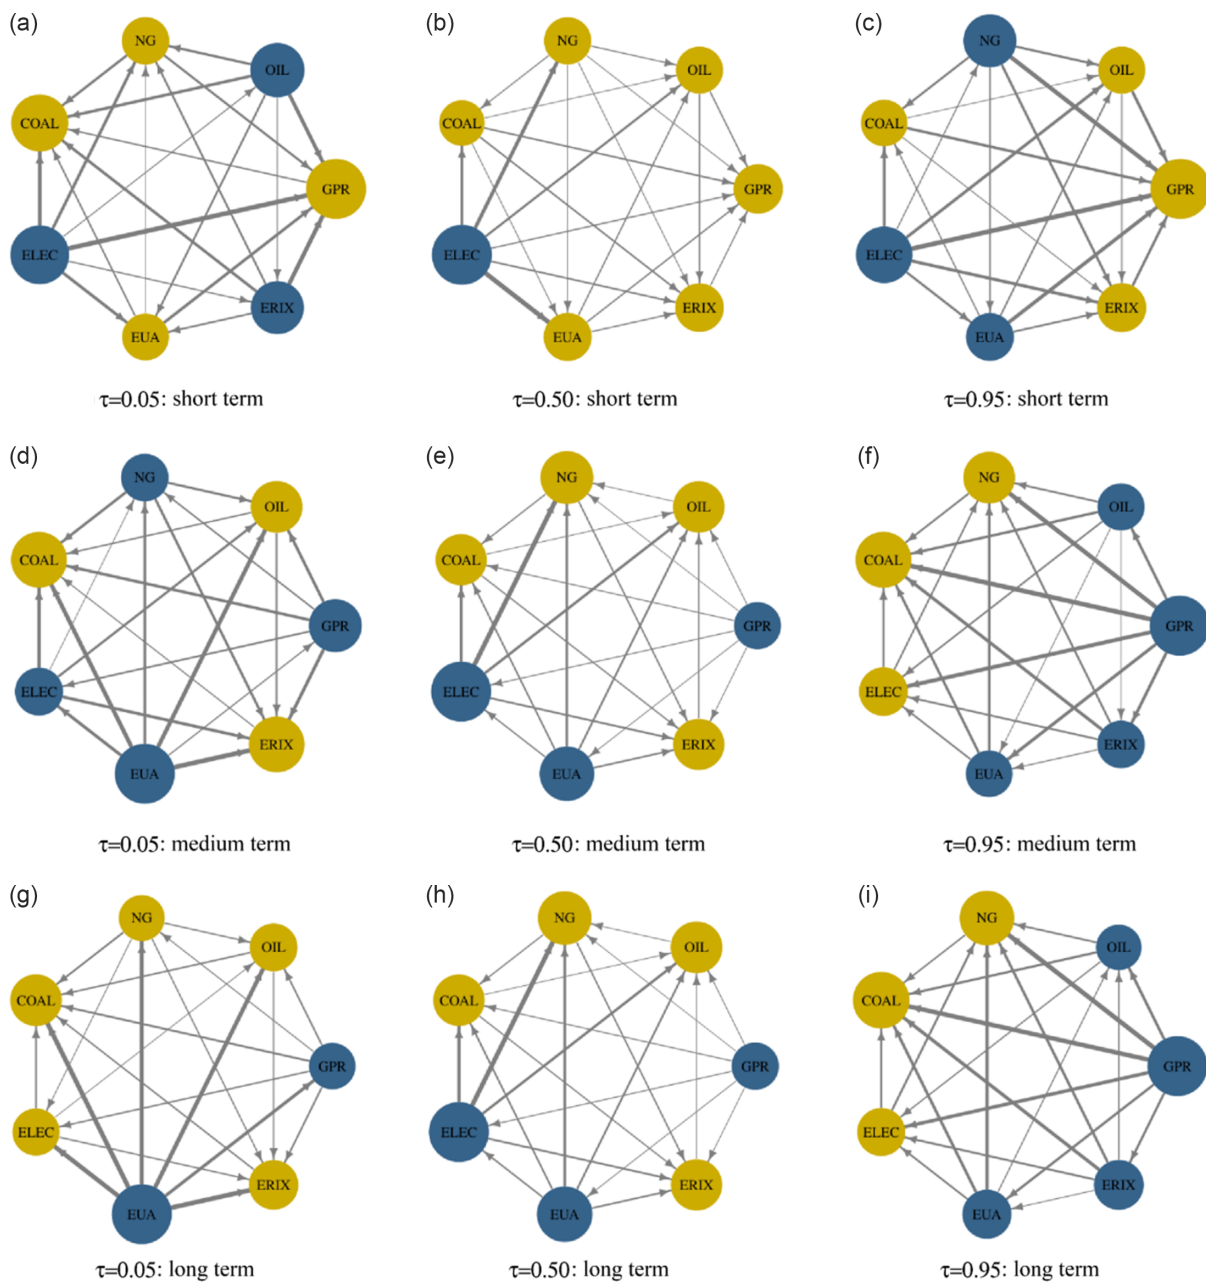 (a)
NG
OIL
COAL
GPR
ELEC
ERIX
EUA
τ=0.05: short term
(b)
NG
OIL
COAL
GPR
ELEC
ERIX
EUA
τ=0.50: short term
(c)
NG
OIL
COAL
GPR
ELEC
ERIX
EUA
τ=0.95: short term
(d)
NG
OIL
COAL
GPR
ELEC
ERIX
EUA
τ=0.05: medium term
(e)
NG
OIL
COAL
GPR
ELEC
ERIX
EUA
τ=0.50: medium term
(f)
NG
OIL
COAL
GPR
ELEC
ERIX
EUA
τ=0.95: medium term
(g)
NG
OIL
COAL
GPR
ELEC
ERIX
EUA
τ=0.05: long term
(h)
NG
OIL
COAL
GPR
ELEC
ERIX
EUA
τ=0.50: long term
(i)
NG
OIL
COAL
GPR
ELEC
ERIX
EUA
τ=0.95: long term